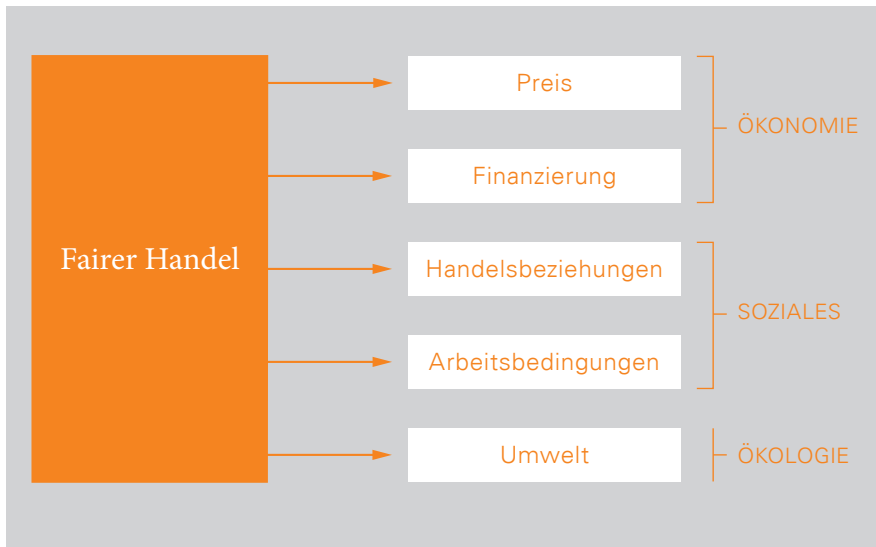 Fairer Handel
Preis
Finanzierung
ÖKONOMIE
Handelsbeziehungen
Arbeitsbedingungen
SOZIALES
Umwelt
ÖKOLOGIE